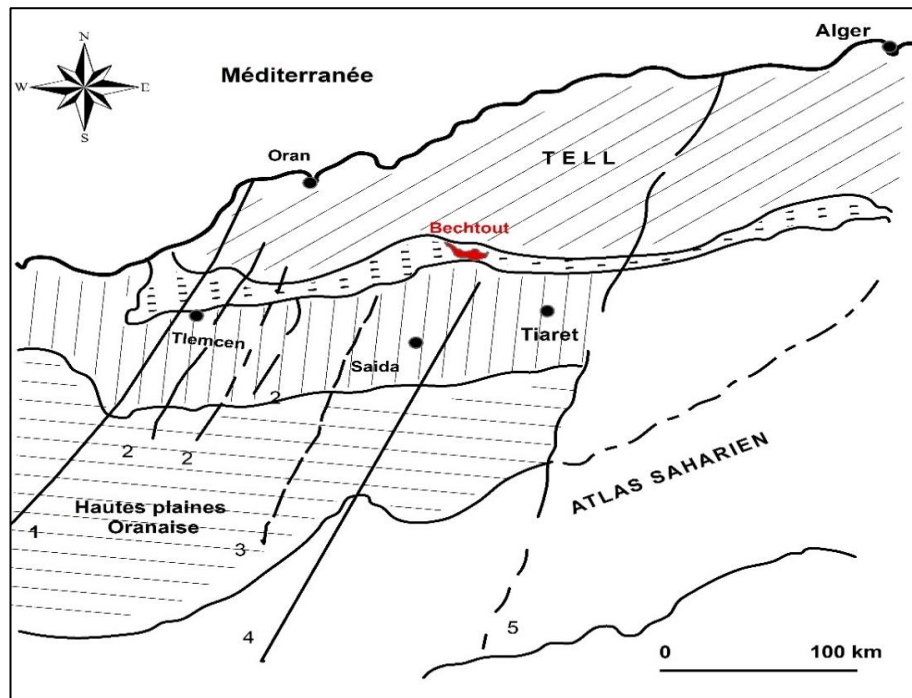 Alger
N
W E
S
Méditerranée
Oran
TELL
Bechtout
Tlemcen
Saida
Tiaret
2
2
2
ATLAS SAHARIEN
Hautes plaines
Oranaise
1
3
4
5
0 100 km